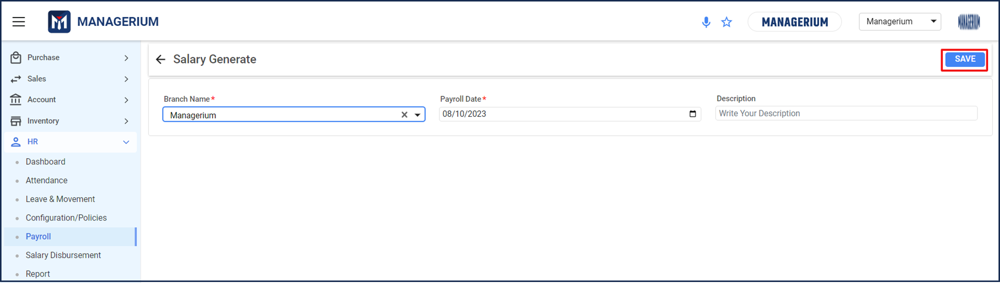 MANAGERIUM
MANAGERIUM
Managerium
MANAGERIUM
Purchase
Sales
Account
Inventory
HR
Dashboard
Attendance
Leave & Movement
Configuration/Policies
Payroll
Salary Disbursement
Report
Salary Generate
SAVE
Branch Name*
Managerium
Payroll Date*
08/10/2023
Description
Write Your Description